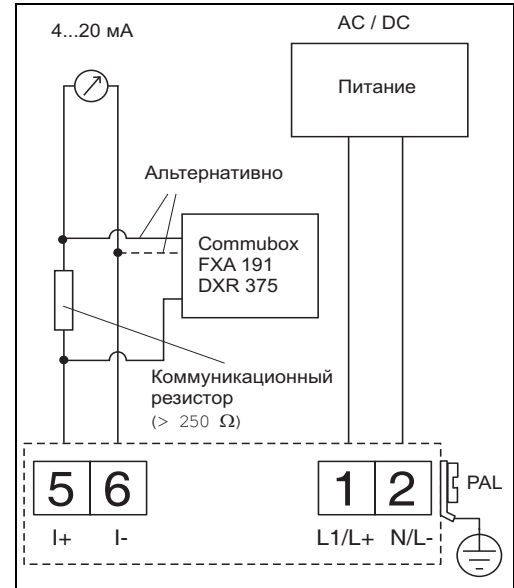 4...20 мА
AC / DC
Питание
Альтернативно
Commubox
FXA 191
DXR 375
Коммуникационный
резистор
(> 250 Ω)
5 6
I+ I-
1 2
L1/L+ N/L-
PAL